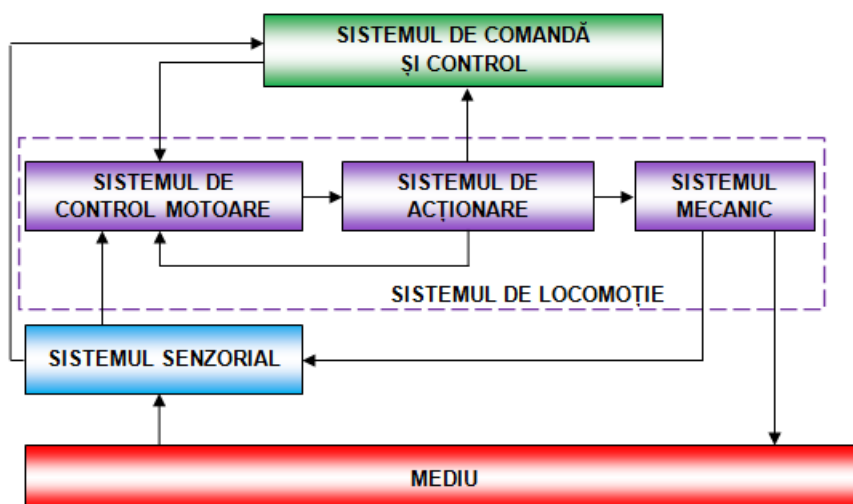 SISTEMUL DE COMANDĂ
ȘI CONTROL
SISTEMUL DE
CONTROL MOTOARE
SISTEMUL DE
ACȚIONARE
SISTEMUL
MECANIC
SISTEMUL DE LOCOMOȚIE
SISTEMUL SENZORIAL
MEDIU